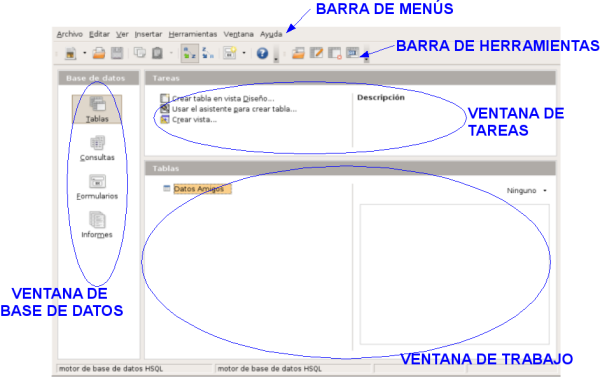 BARRA DE MENÚS
Archivo Editar Ver Insertar Herramientas Ventana Ayuda
BARRA DE HERRAMIENTAS
Base de datos
Tareas
Crear tabla en vista Diseño...
Usar el asistente para crear tabla...
Crear vista...
Descripción
VENTANA DE
TAREAS
Tablas
Consultas
Formularios
Informes
Tablas
Datos Amigos
Ninguno
VENTANA DE
BASE DE DATOS
VENTANA DE TRABAJO
motor de base de datos HSQL
motor de base de datos HSQL